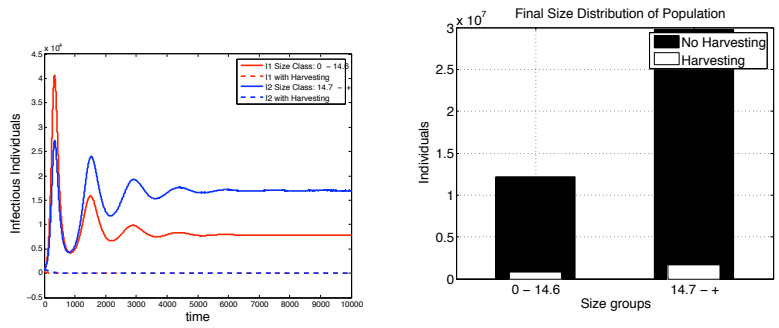 x 10^6
4.5
4
3.5
3
2.5
2
1.5
1
0.5
0
−0.5
0 1000 2000 3000 4000 5000 6000 7000 8000 9000 10000
time
Infectious Individuals
I1 Size Class: 0 − 14.6
I1 with Harvesting
I2 Size Class: 14.7 − +
I2 with Harvesting
Final Size Distribution of Population
x 10^7
3
2.5
2
1.5
1
0.5
0
Individuals
No Harvesting
Harvesting
0 − 14.6 14.7 − +
Size groups